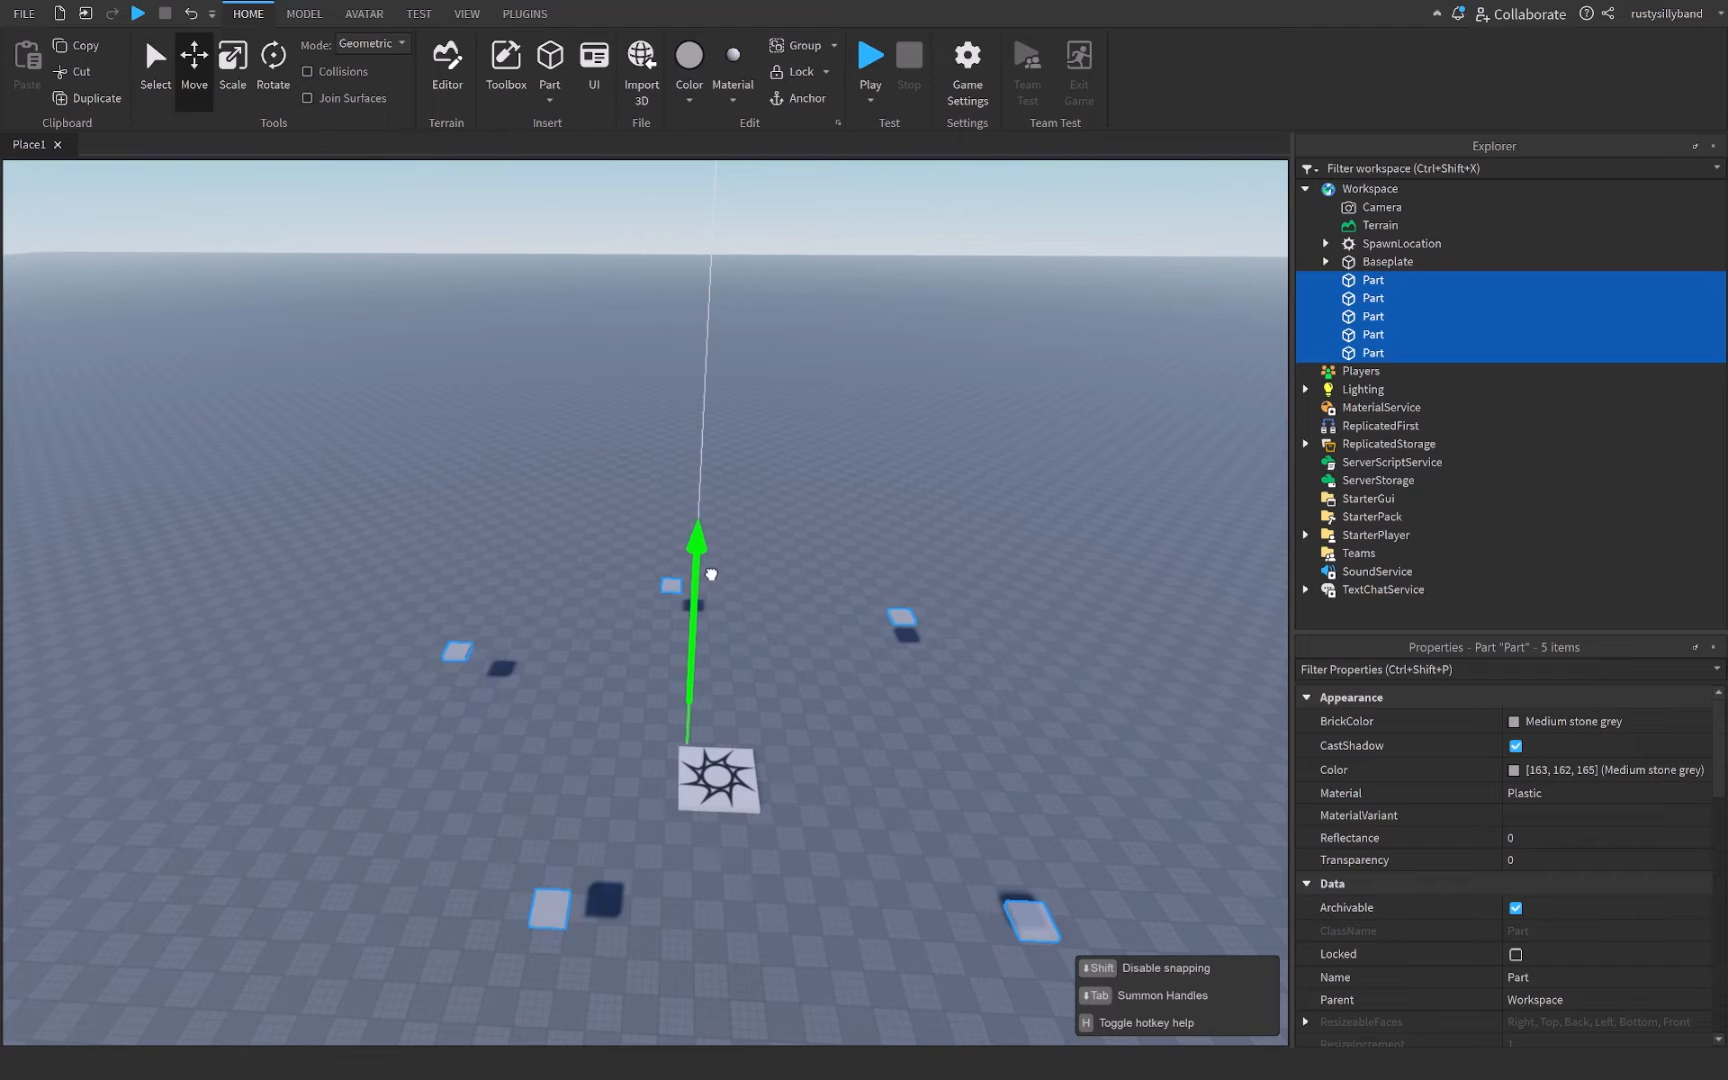 FILE HOME MODEL AVATAR TEST VIEW PLUGINS Collaborate rustysillyband
Paste Copy Cut Duplicate Clipboard
Select Move Scale Rotate Mode: Geometric Collisions Join Surfaces Tools
Editor Terrain
Toolbox Part UI Insert
Import 3D File
Color Material Group Lock Anchor Edit
Play Stop Test
Game Settings Settings
Team Test Exit Game Team Test
Place1
Explorer
Filter workspace (Ctrl+Shift+X)
Workspace
Camera
Terrain
SpawnLocation
Baseplate
Part
Part
Part
Part
Part
Players
Lighting
MaterialService
ReplicatedFirst
ReplicatedStorage
ServerScriptService
ServerStorage
StarterGui
StarterPack
StarterPlayer
Teams
SoundService
TextChatService
Properties - Part "Part" - 5 items
Filter Properties (Ctrl+Shift+P)
Appearance
BrickColor Medium stone grey
CastShadow
Color [163, 162, 165] (Medium stone grey)
Material Plastic
MaterialVariant
Reflectance 0
Transparency 0
Data
Archivable
ClassName Part
Locked
Name Part
Parent Workspace
ResizeableFaces Right, Top, Back, Left, Bottom, Front
ResizeIncrement 1
Shift Disable snapping
Tab Summon Handles
H Toggle hotkey help